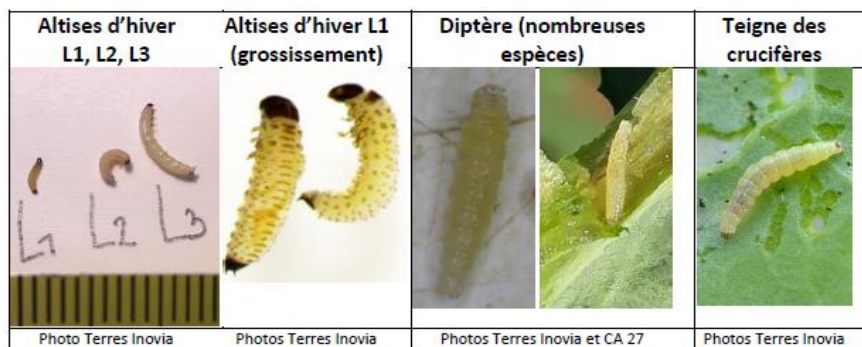 Altises d’hiver
L1, L2, L3
Altises d’hiver L1
(grossissement)
Diptère (nombreuses
espèces)
Teigne des
crucifères
L1
L2
L3
Photo Terres Inovia
Photos Terres Inovia
Photos Terres Inovia et CA 27
Photos Terres Inovia